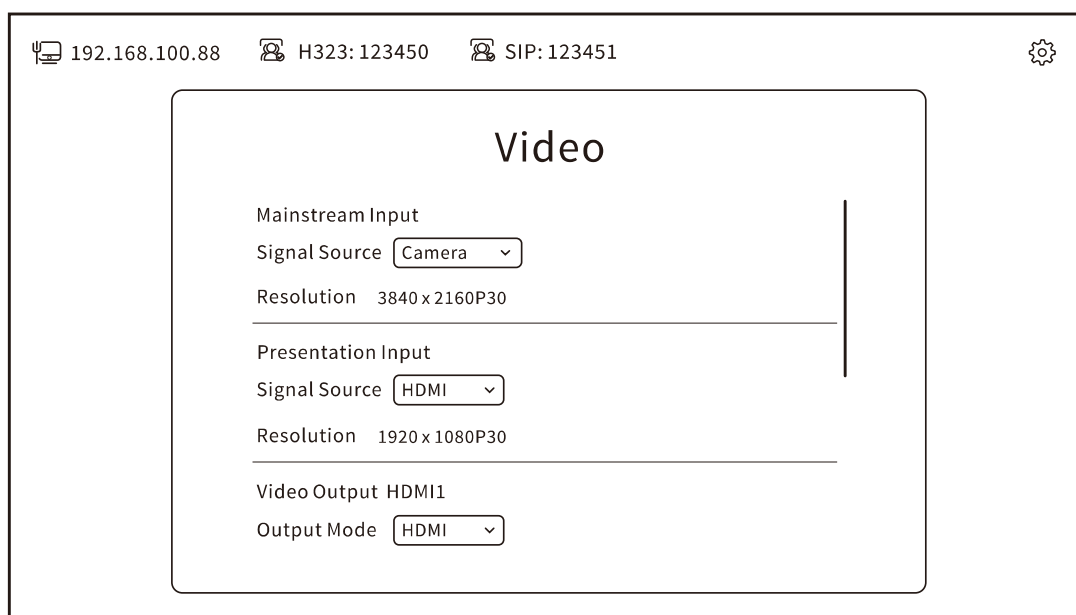 192.168.100.88 H323: 123450 SIP: 123451
Video
Mainstream Input
Signal Source Camera
Resolution 3840 x 2160P30
Presentation Input
Signal Source HDMI
Resolution 1920 x 1080P30
Video Output HDMI1
Output Mode HDMI